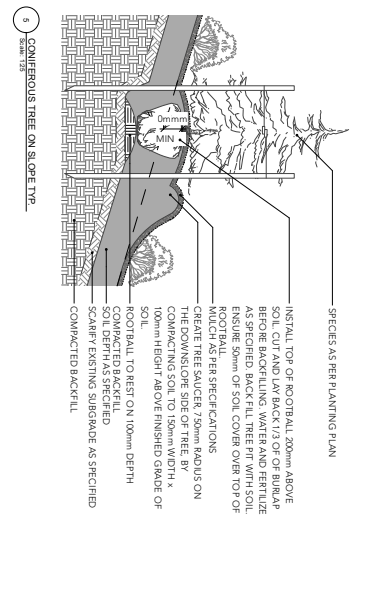 SPECIES AS PER PLANTING PLAN
INSTALL TOP OF ROOTBALL 200mm ABOVE
SOIL. CUT AND LAY BACK 1/3 OF OF BURLAP
BEFORE BACKFILLING. WATER AND FERTILIZE
AS SPECIFIED. BACK FILL TREE PIT WITH SOIL.
ENSURE 50mm OF SOIL COVER OVER TOP OF
ROOTBALL.
MULCH AS PER SPECIFICATIONS
CREATE TREE SAUCER, 750mm RADIUS ON
THE DOWNSLOPE SIDE OF TREE, BY
COMPACTING SOIL TO 150mm WIDTH x
100mm HEIGHT ABOVE FINISHED GRADE OF
SOIL.
ROOTBALL TO REST ON 100mm DEPTH
COMPACTED BACKFILL
SOIL DEPTH AS SPECIFIED
SCARIFY EXISTING SUBGRADE AS SPECIFIED
COMPACTED BACKFILL
0mmm
MIN
5
CONIFEROUS TREE ON SLOPE TYP.
Scale: 1:25